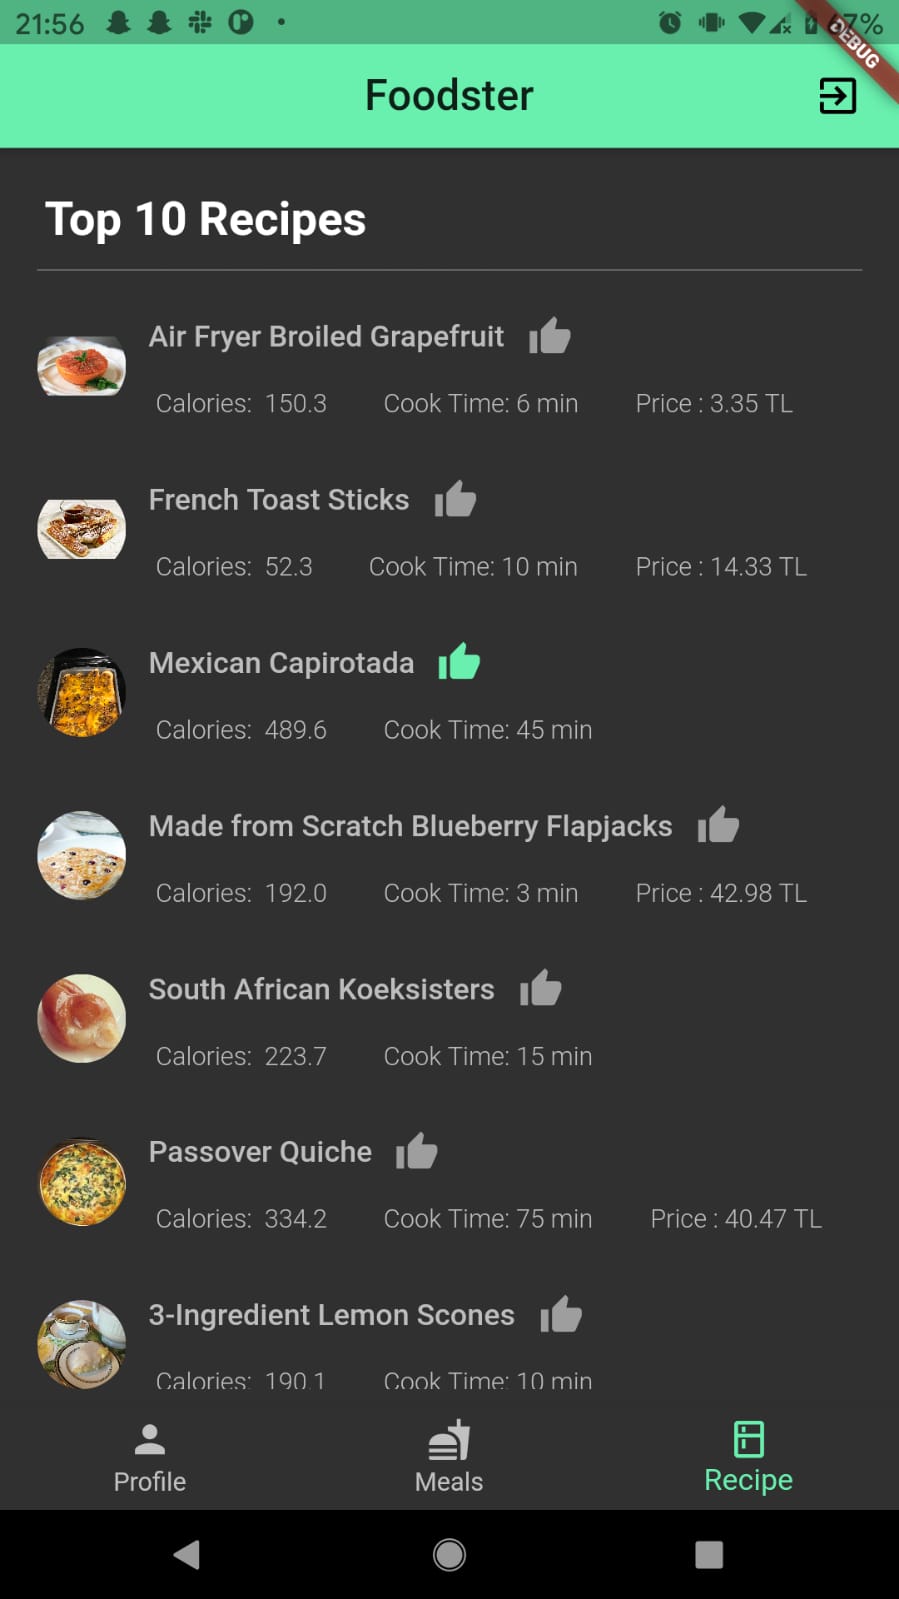 21:56
67%
DEBUG
Foodster
Top 10 Recipes
Air Fryer Broiled Grapefruit
Calories: 150.3 Cook Time: 6 min Price : 3.35 TL
French Toast Sticks
Calories: 52.3 Cook Time: 10 min Price : 14.33 TL
Mexican Capirotada
Calories: 489.6 Cook Time: 45 min
Made from Scratch Blueberry Flapjacks
Calories: 192.0 Cook Time: 3 min Price : 42.98 TL
South African Koeksisters
Calories: 223.7 Cook Time: 15 min
Passover Quiche
Calories: 334.2 Cook Time: 75 min Price : 40.47 TL
3-Ingredient Lemon Scones
Calories: 190.1 Cook Time: 10 min
Profile Meals Recipe